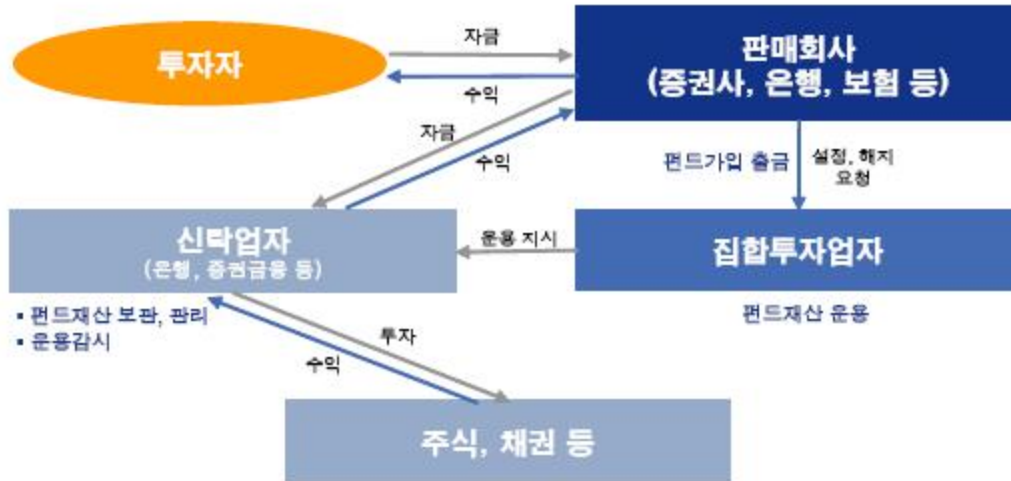 투자자
자금
수익
판매회사
(증권사, 은행, 보험 등)
자금
수익
펀드가입 출금
설정, 해지
요청
신탁업자
(은행, 증권금융 등)
운용 지시
집합투자업자
▪ 펀드재산 보관, 관리
▪ 운용감시
펀드재산 운용
투자
수익
주식, 채권 등